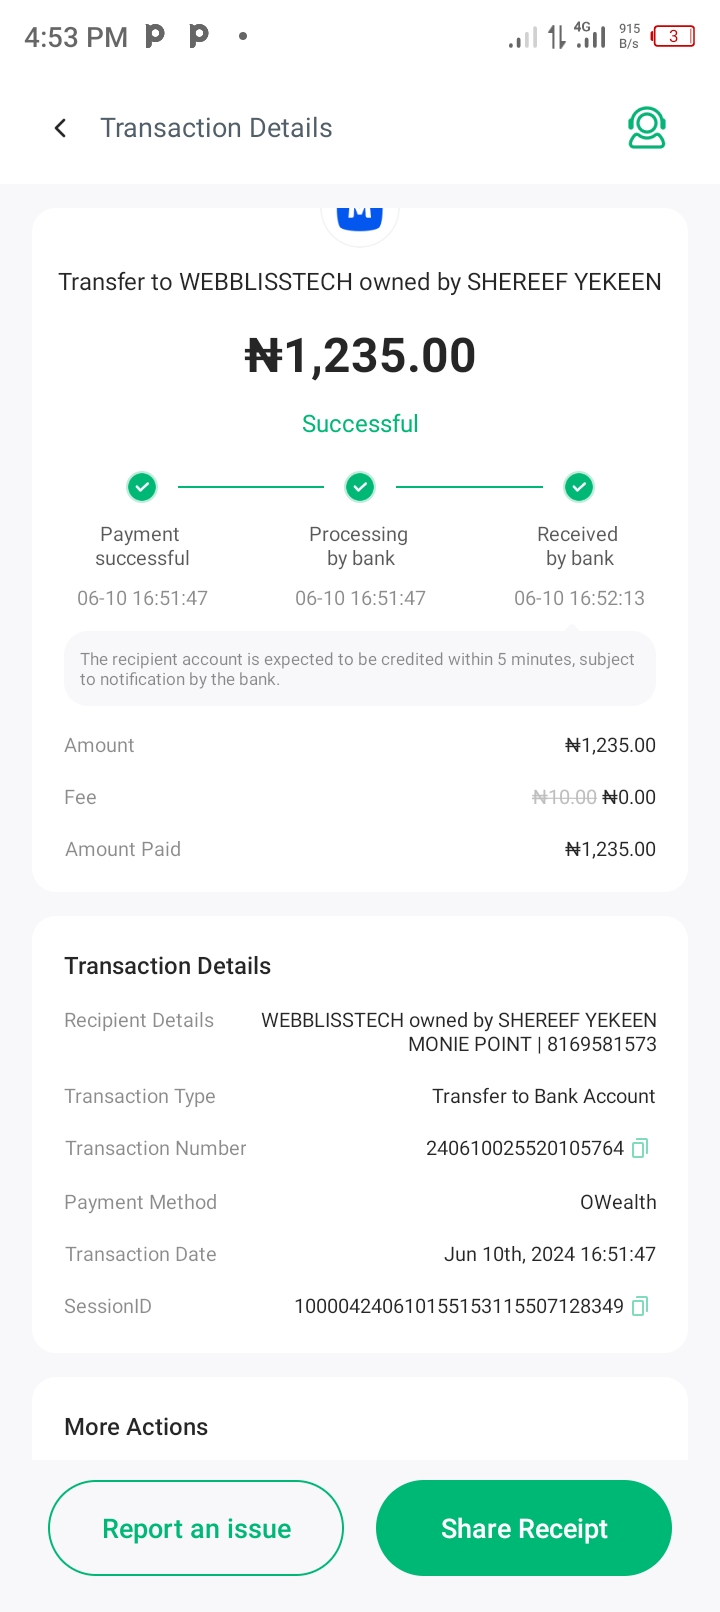 4:53 PM
4G
915
B/s
3
Transaction Details
M
Transfer to WEBBLISSTECH owned by SHEREEF YEKEEN
₦1,235.00
Successful
Payment
successful
Processing
by bank
Received
by bank
06-10 16:51:47
06-10 16:51:47
06-10 16:52:13
The recipient account is expected to be credited within 5 minutes, subject
to notification by the bank.
Amount ₦1,235.00
Fee ₦10.00 ₦0.00
Amount Paid ₦1,235.00
Transaction Details
Recipient Details WEBBLISSTECH owned by SHEREEF YEKEEN
MONIE POINT | 8169581573
Transaction Type Transfer to Bank Account
Transaction Number 240610025520105764
Payment Method OWealth
Transaction Date Jun 10th, 2024 16:51:47
SessionID 100004240610155153115507128349
More Actions
Report an issue
Share Receipt